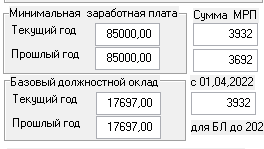 Минимальная заработная плата
Сумма МРП
Текущий год 85000,00 3932
Прошлый год 85000,00 3692
Базовый должностной оклад
с 01,04,2022
Текущий год 17697,00 3932
Прошлый год 17697,00
для БЛ до 202